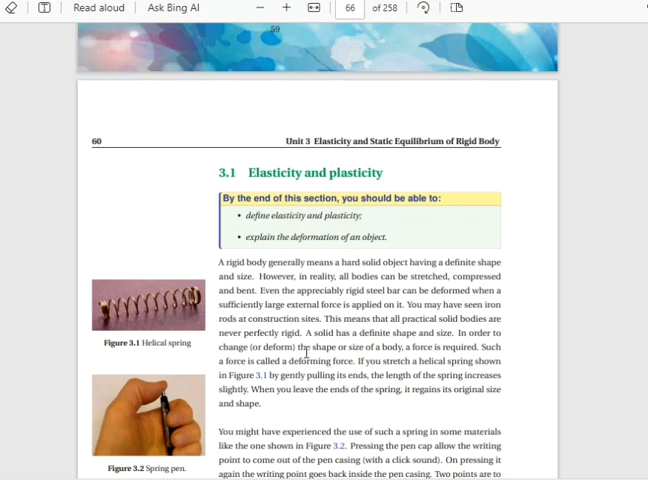 Read aloud
Ask Bing AI
66 of 258
59
60
Unit 3 Elasticity and Static Equilibrium of Rigid Body
3.1 Elasticity and plasticity
By the end of this section, you should be able to:
• define elasticity and plasticity;
• explain the deformation of an object.
A rigid body generally means a hard solid object having a definite shape
and size. However, in reality, all bodies can be stretched, compressed
and bent. Even the appreciably rigid steel bar can be deformed when a
sufficiently large external force is applied on it. You may have seen iron
rods at construction sites. This means that all practical solid bodies are
never perfectly rigid. A solid has a definite shape and size. In order to
change (or deform) the shape or size of a body, a force is required. Such
a force is called a deforming force. If you stretch a helical spring shown
in Figure 3.1 by gently pulling its ends, the length of the spring increases
slightly. When you leave the ends of the spring, it regains its original size
and shape.
Figure 3.1 Helical spring
You might have experienced the use of such a spring in some materials
like the one shown in Figure 3.2. Pressing the pen cap allow the writing
point to come out of the pen casing (with a click sound). On pressing it
again the writing point goes back inside the pen casing. Two points are to
Figure 3.2 Spring pen.